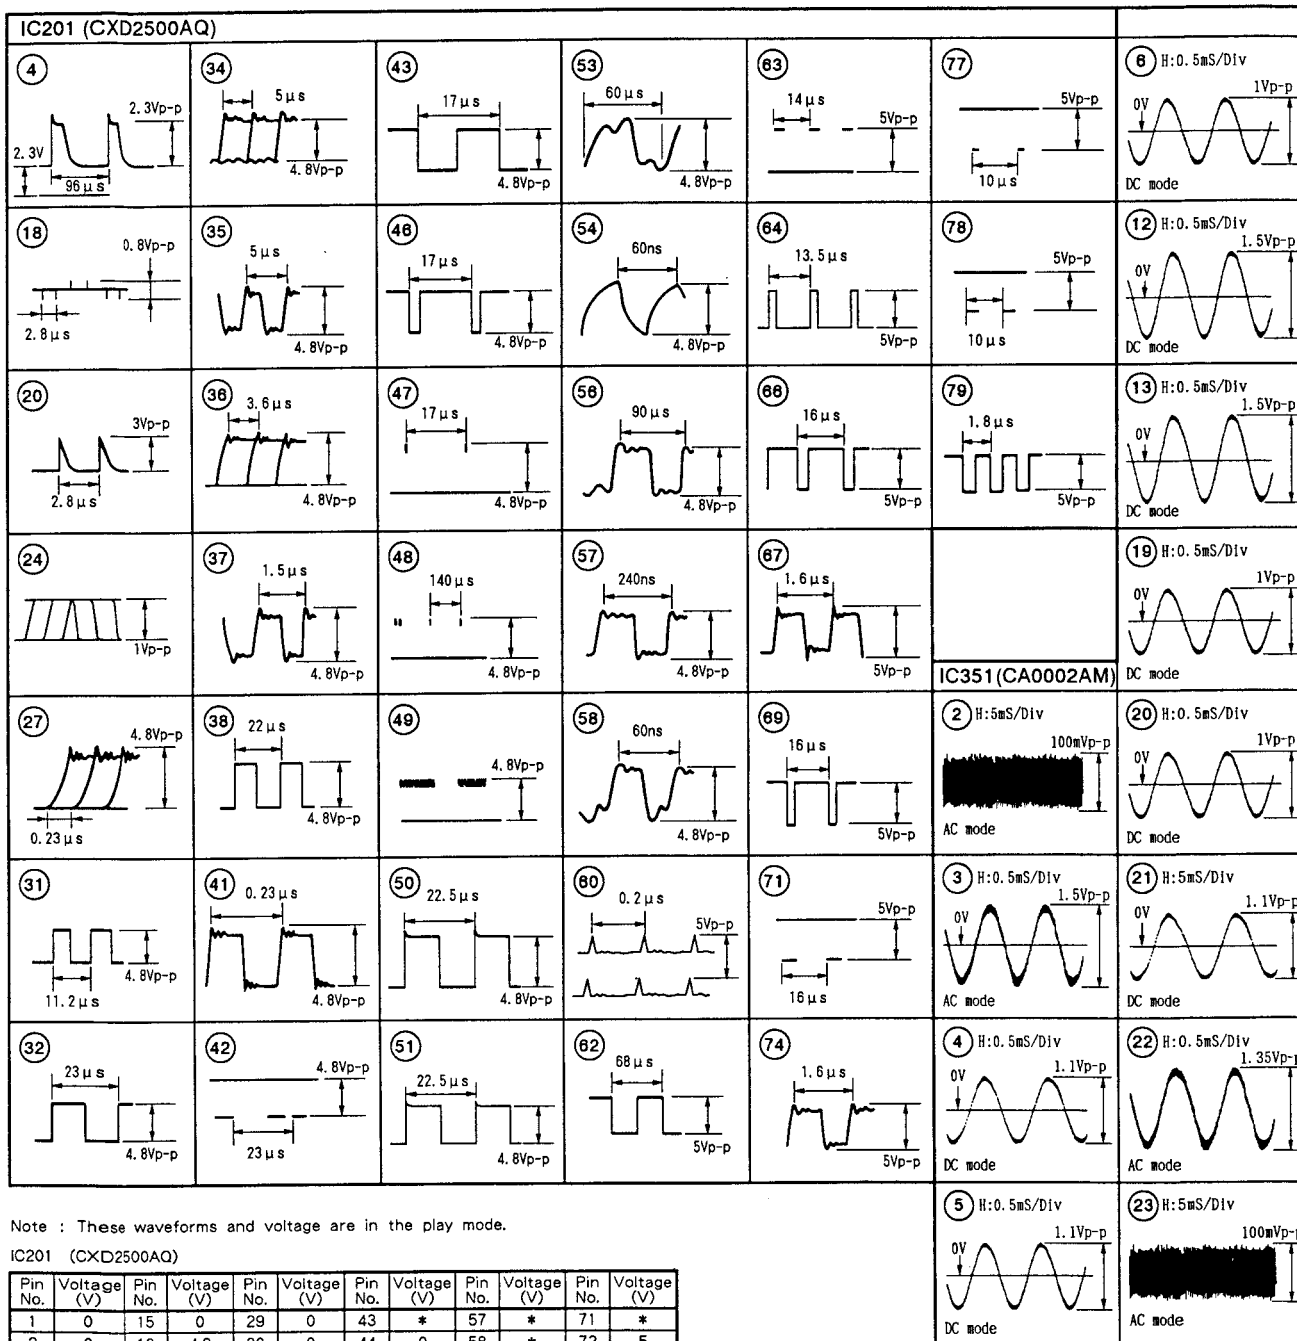 IC201 (CXD2500AQ)
4
2.3Vp-p
2.3V
96μs
34
5μs
4.8Vp-p
43
17μs
4.8Vp-p
53
60μs
4.8Vp-p
63
14μs
5Vp-p
77
5Vp-p
10μs
6 H:0.5mS/Div
1Vp-p
0V
DC mode
18
0.8Vp-p
2.8μs
35
5μs
4.8Vp-p
46
17μs
4.8Vp-p
54
60ns
4.8Vp-p
64
13.5μs
5Vp-p
78
5Vp-p
10μs
12 H:0.5mS/Div
1.5Vp-p
0V
DC mode
20
3Vp-p
2.8μs
36
3.6μs
4.8Vp-p
47
17μs
4.8Vp-p
56
90μs
4.8Vp-p
66
16μs
5Vp-p
79
1.8μs
5Vp-p
13 H:0.5mS/Div
1.5Vp-p
0V
DC mode
24
1Vp-p
37
1.5μs
4.8Vp-p
48
140μs
4.8Vp-p
57
240ns
4.8Vp-p
67
1.6μs
5Vp-p
19 H:0.5mS/Div
1Vp-p
0V
DC mode
IC351(CA0002AM)
27
4.8Vp-p
0.23μs
38
22μs
4.8Vp-p
49
4.8Vp-p
58
60ns
4.8Vp-p
69
16μs
5Vp-p
2 H:5mS/Div
100mVp-p
AC mode
20 H:0.5mS/Div
1Vp-p
0V
DC mode
31
4.8Vp-p
11.2μs
41
0.23μs
4.8Vp-p
50
22.5μs
4.8Vp-p
60
0.2μs
5Vp-p
71
5Vp-p
16μs
3 H:0.5mS/Div
1.5Vp-p
0V
AC mode
21 H:5mS/Div
1.1Vp-p
0V
DC mode
32
23μs
4.8Vp-p
42
4.8Vp-p
23μs
51
22.5μs
4.8Vp-p
62
68μs
5Vp-p
74
1.6μs
5Vp-p
4 H:0.5mS/Div
1.1Vp-p
0V
DC mode
22 H:0.5mS/Div
1.35Vp-p
AC mode
5 H:0.5mS/Div
1.1Vp-p
0V
DC mode
23 H:5mS/Div
100mVp-p
AC mode
Note : These waveforms and voltage are in the play mode.
IC201 (CXD2500AQ)
Pin No. Voltage (V) Pin No. Voltage (V) Pin No. Voltage (V) Pin No. Voltage (V) Pin No. Voltage (V) Pin No. Voltage (V)
1 0 15 0 29 0 43 * 57 * 71 *